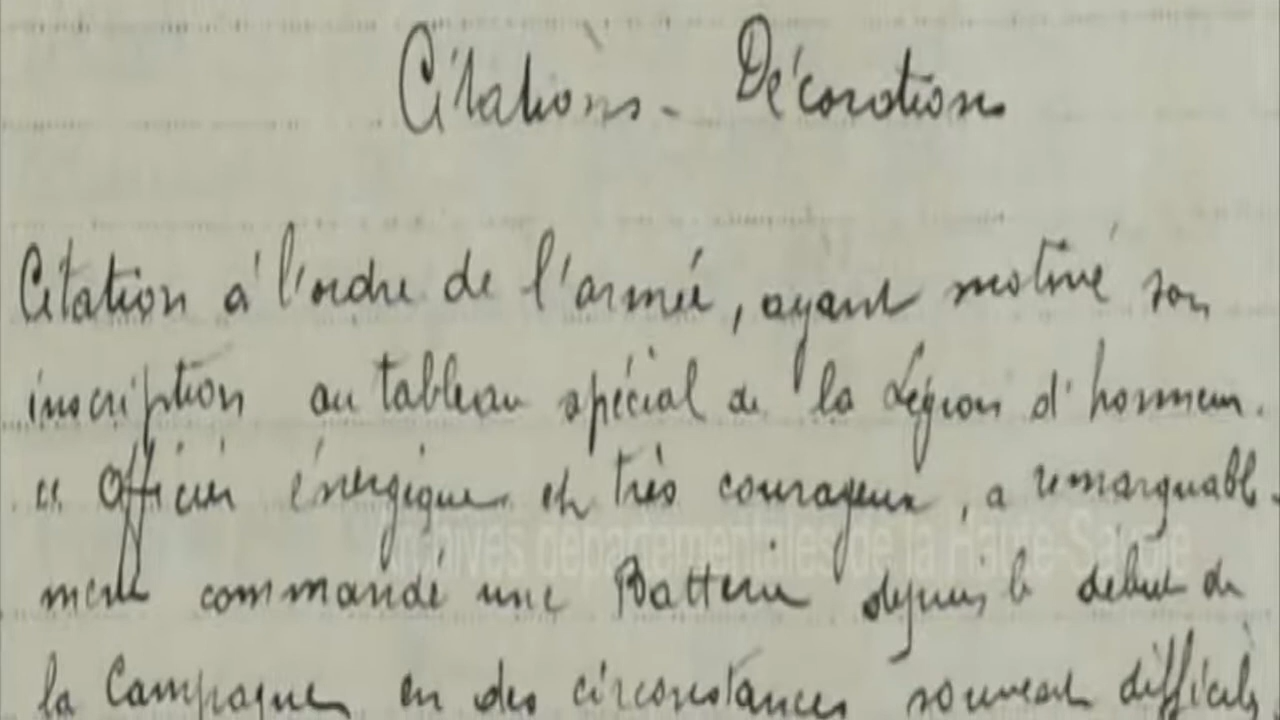 Citations - Décorations
Citation à l'ordre de l'armée, ayant motivé son
inscription au tableau spécial de la Légion d'honneur.
"Officier énergique et très courageux, a remarquable-
Archives départementales de la Haute-Savoie
ment commandé une Batterie depuis le début de
la Campagne en des circonstances souvent difficiles